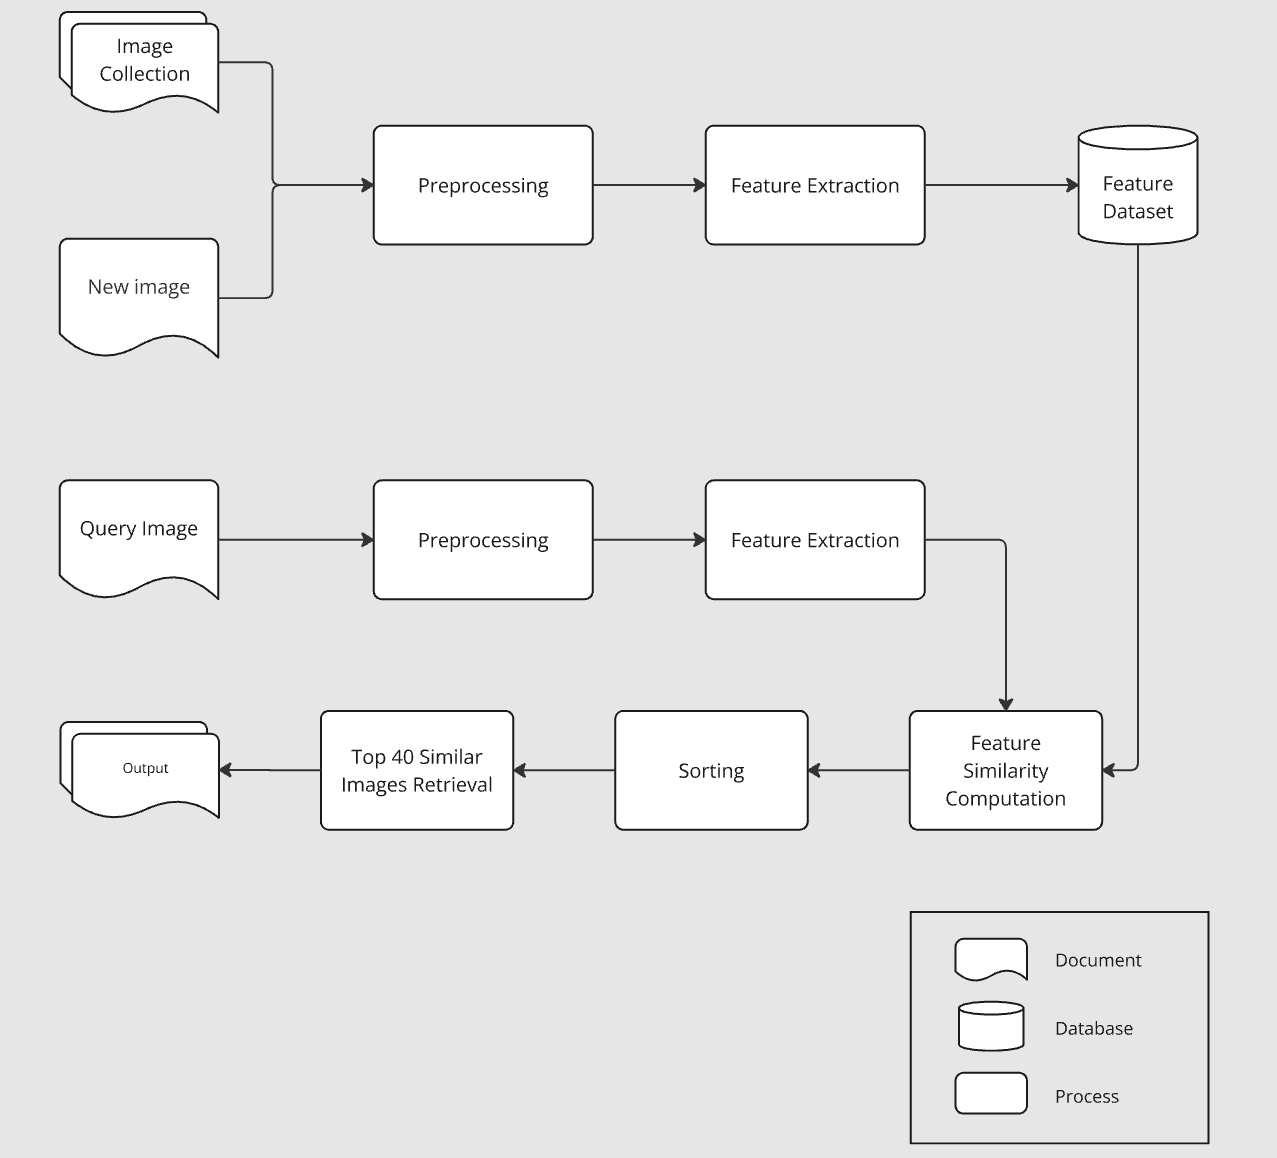 Image
Collection
Preprocessing
Feature Extraction
Feature
Dataset
New image
Query Image
Preprocessing
Feature Extraction
Output
Top 40 Similar
Images Retrieval
Sorting
Feature
Similarity
Computation
Document
Database
Process